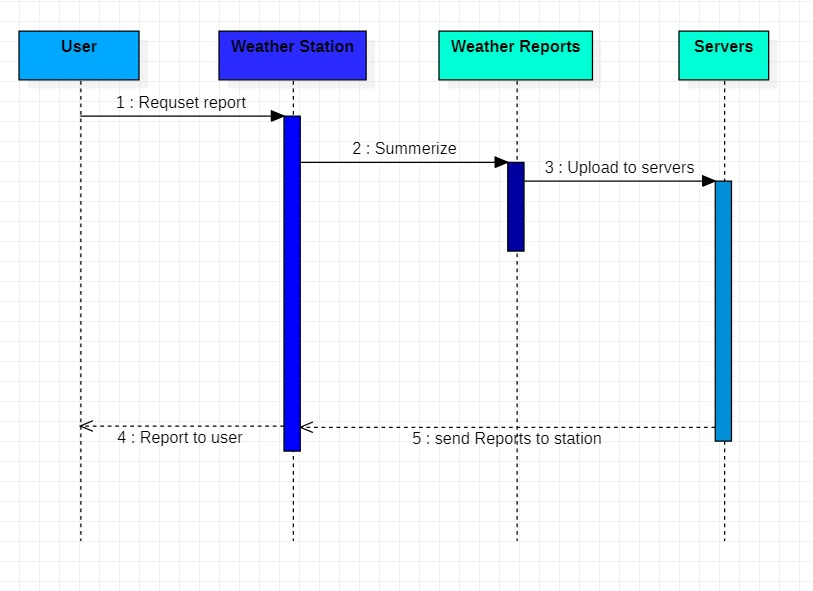 User
Weather Station
Weather Reports
Servers
1 : Requset report
2 : Summerize
3 : Upload to servers
4 : Report to user
5 : send Reports to station